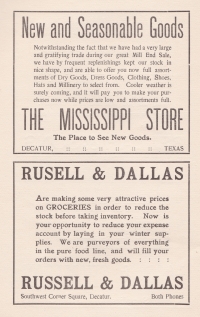 New and Seasonable Goods
Notwithstanding the fact that we have had a very large
and gratifying trade during our great Mill End Sale,
we have by frequent replenishings kept our stock in
nice shape, and are able to offer you now full assort-
ments of Dry Goods, Dress Goods, Clothing, Shoes,
Hats and Millinery to select from. Cooler weather is
surely coming, and it will pay you to make your pur-
chases now while prices are low and assortments full.
THE MISSISSIPPI STORE
The Place to See New Goods.
DECATUR, :: :: :: :: :: TEXAS
RUSELL & DALLAS
Are making some very attractive prices
on GROCERIES in order to reduce the
stock before taking inventory. Now is
your opportunity to reduce your expense
account by laying in your winter sup-
plies. We are purveyors of everything
in the pure food line, and will fill your
orders with new, fresh goods. : : : :
RUSSELL & DALLAS
Southwest Corner Square, Decatur. Both Phones